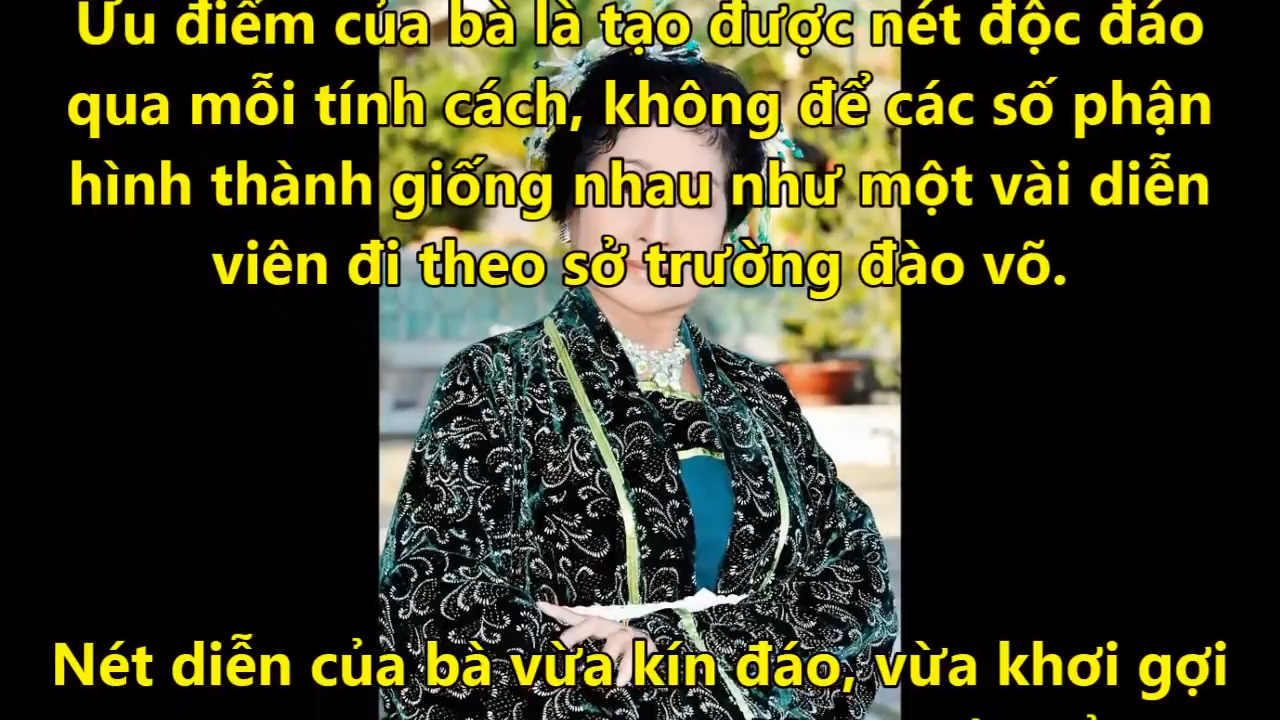 Ưu điểm của bà là tạo được nét độc đáo
qua mỗi tính cách, không để các số phận
hình thành giống nhau như một vài diễn
viên đi theo sở trường đào võ.
Nét diễn của bà vừa kín đáo, vừa khơi gợi